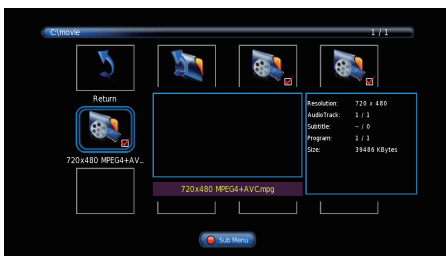 C:\movie 1 / 1
Return
720x480 MPEG4+AV...
Resolution: 720 x 480
AudioTrack: 1 / 1
Subtitle: - / 0
Program: 1 / 1
Size: 39486 KBytes
720x480 MPEG4+AVC.mpg
Sub Menu